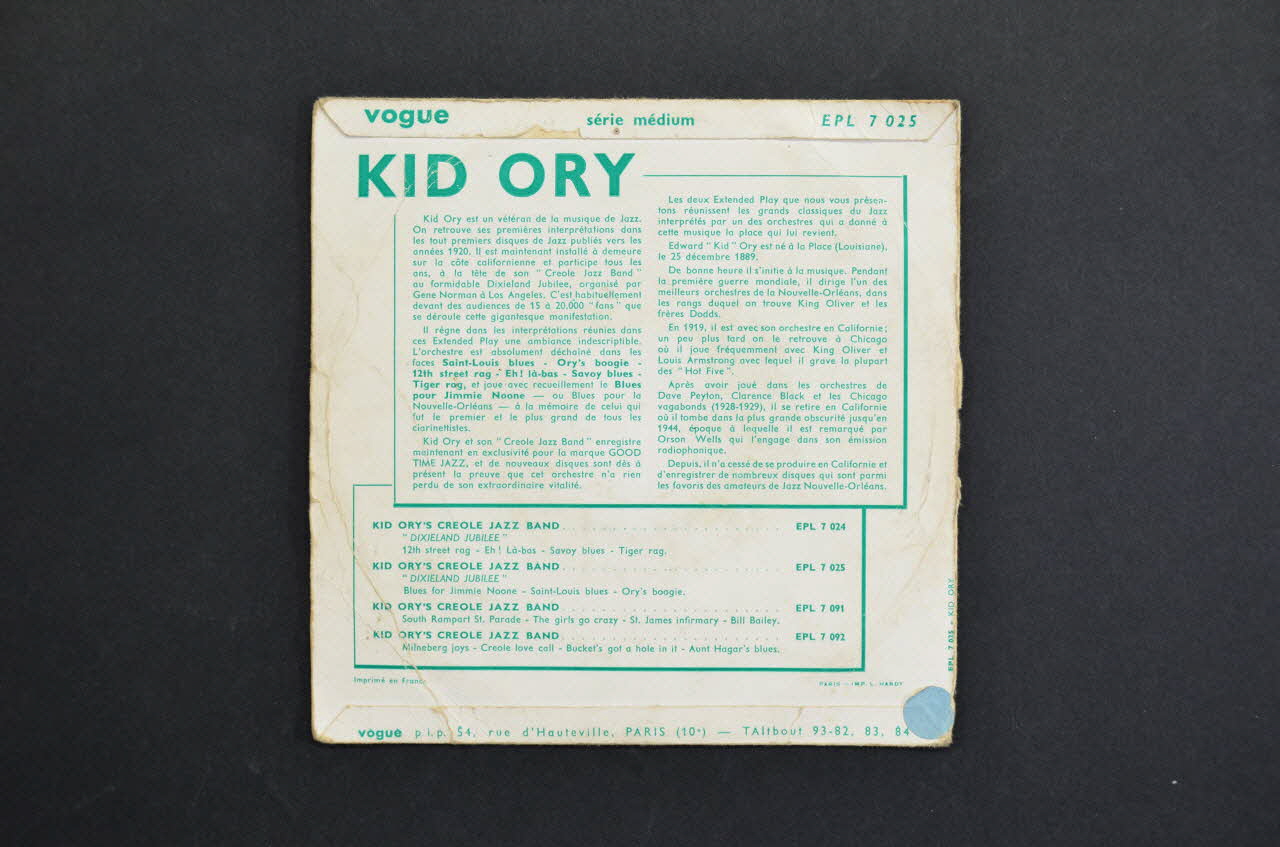 vogue
série médium
EPL 7 025
KID ORY
Kid Ory est un vétéran de la musique de Jazz.
On retrouve ses premières interprétations dans
les tout premiers disques de Jazz publiés vers les
années 1920. Il est maintenant installé à demeure
sur la côte californienne et participe tous les
ans, à la tête de son " Creole Jazz Band "
au formidable Dixieland Jubilee, organisé par
Gene Norman à Los Angeles. C'est habituellement
devant des audiences de 15 à 20.000 " fans " que
se déroule cette gigantesque manifestation.
Il règne dans les interprétations réunies dans
ces Extended Play une ambiance indescriptible.
L'orchestre est absolument déchaîné dans les
faces Saint-Louis blues - Ory's boogie -
12th street rag - Eh! là-bas - Savoy blues -
Tiger rag, et joue avec recueillement le Blues
pour Jimmie Noone — ou Blues pour la
Nouvelle-Orléans — à la mémoire de celui qui
fut le premier et le plus grand de tous les
clarinettistes.
Kid Ory et son " Creole Jazz Band " enregistre
maintenant en exclusivité pour la marque GOOD
TIME JAZZ, et de nouveaux disques sont dès à
présent la preuve que cet orchestre n'a rien
perdu de son extraordinaire vitalité.
Les deux Extended Play que nous vous présen-
tons réunissent les grands classiques du Jazz
interprétés par un des orchestres qui a donné à
cette musique la place qui lui revient.
Edward " Kid " Ory est né à la Place (Louisiane),
le 25 décembre 1889.
De bonne heure il s'initie à la musique. Pendant
la première guerre mondiale, il dirige l'un des
meilleurs orchestres de la Nouvelle-Orléans, dans
les rangs duquel on trouve King Oliver et les
frères Dodds.
En 1919, il est avec son orchestre en Californie;
un peu plus tard on le retrouve à Chicago
où il joue fréquemment avec King Oliver et
Louis Armstrong avec lequel il grave la plupart
des " Hot Five ".
Après avoir joué dans les orchestres de
Dave Peyton, Clarence Black et les Chicago
vagabonds (1928-1929), il se retire en Californie
où il tombe dans la plus grande obscurité jusqu'en
1944, époque à laquelle il est remarqué par
Orson Wells qui l'engage dans son émission
radiophonique.
Depuis, il n'a cessé de se produire en Californie et
d'enregistrer de nombreux disques qui sont parmi
les favoris des amateurs de Jazz Nouvelle-Orléans.
KID ORY'S CREOLE JAZZ BAND . . . . . . . . . . . . . . . . . . . . . . EPL 7 024
" DIXIELAND JUBILEE "
12th street rag - Eh! Là-bas - Savoy blues - Tiger rag.
KID ORY'S CREOLE JAZZ BAND . . . . . . . . . . . . . . . . . . . . . . EPL 7 025
" DIXIELAND JUBILEE "
Blues for Jimmie Noone - Saint-Louis blues - Ory's boogie.
KID ORY'S CREOLE JAZZ BAND . . . . . . . . . . . . . . . . . . . . . . EPL 7 091
South Rampart St. Parade - The girls go crazy - St. James infirmary - Bill Bailey.
KID ORY'S CREOLE JAZZ BAND . . . . . . . . . . . . . . . . . . . . . . EPL 7 092
Milneberg joys - Creole love call - Bucket's got a hole in it - Aunt Hagar's blues.
EPL 7 025 - KID ORY
Imprimé en France
PARIS — IMP. L. HARDY
vogue p.i.p. 54, rue d'Hauteville, PARIS (10e) — TAItbout 93-82, 83, 84